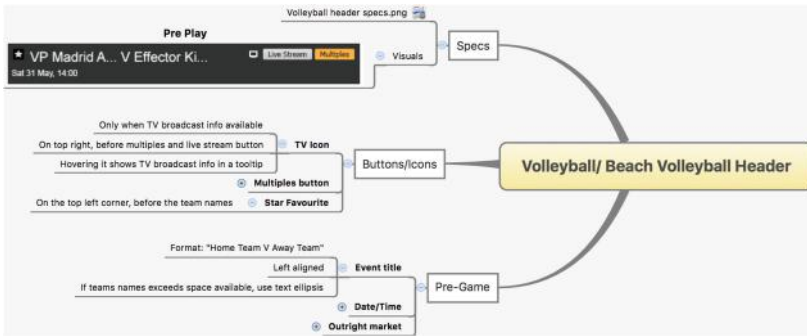 Volleyball header specs.png
Pre Play
VP Madrid A... V Effector Ki...
Live Stream
Multiples
Sat 31 May, 14:00
Visuals
Specs
Only when TV broadcast info available
On top right, before multiples and live stream button
TV Icon
Hovering it shows TV broadcast info in a tooltip
Buttons/Icons
Multiples button
On the top left corner, before the team names
Star Favourite
Volleyball/ Beach Volleyball Header
Format: "Home Team V Away Team"
Left aligned
Event title
If teams names exceeds space available, use text ellipsis
Pre-Game
Date/Time
Outright market